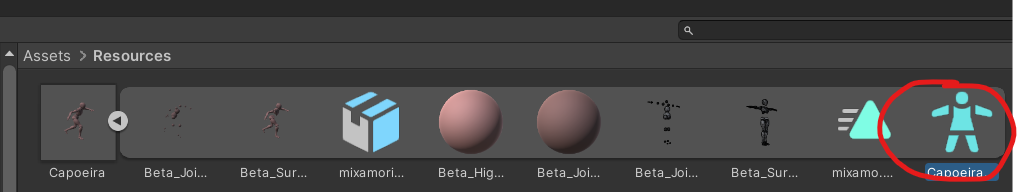 Assets > Resources
Capoeira
Beta_Joi...
Beta_Sur...
mixamori...
Beta_Hig...
Beta_Joi...
Beta_Joi...
Beta_Sur...
mixamo....
Capoeira...